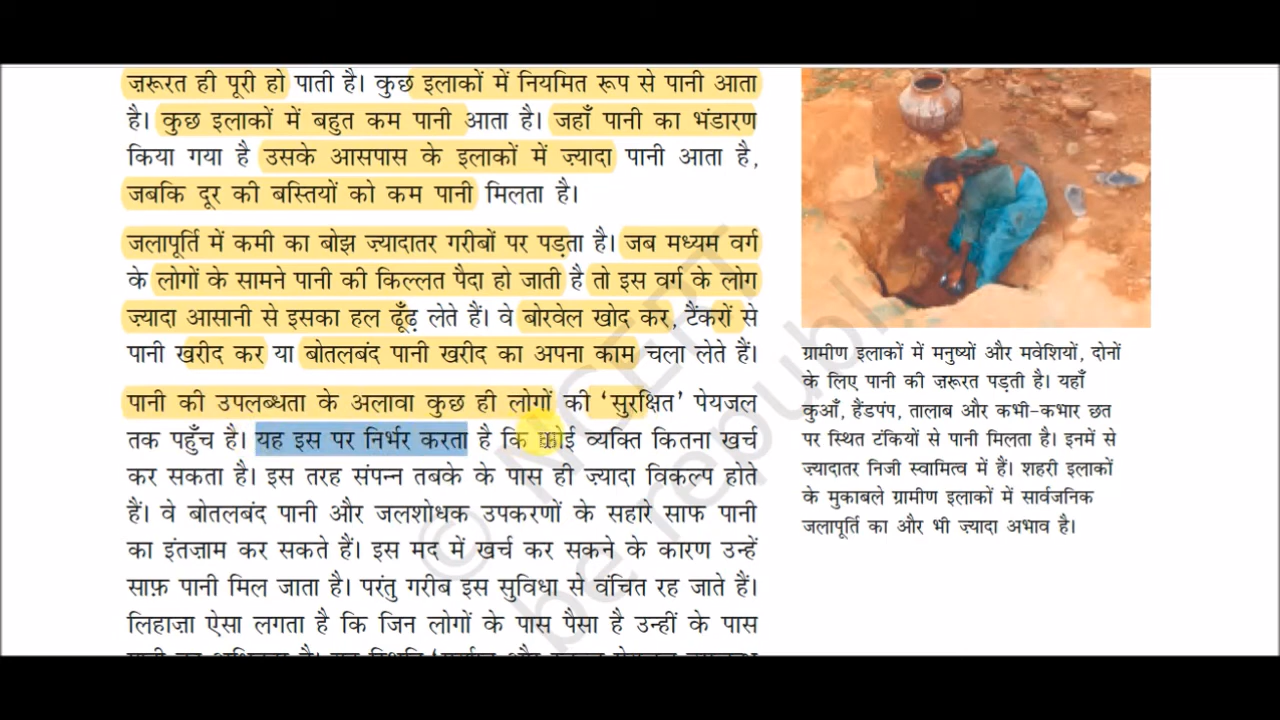 ज़रूरत ही पूरी हो पाती है। कुछ इलाकों में नियमित रूप से पानी आता
है। कुछ इलाकों में बहुत कम पानी आता है। जहाँ पानी का भंडारण
किया गया है उसके आसपास के इलाकों में ज़्यादा पानी आता है,
जबकि दूर की बस्तियों को कम पानी मिलता है।
जलापूर्ति में कमी का बोझ ज़्यादातर गरीबों पर पड़ता है। जब मध्यम वर्ग
के लोगों के सामने पानी की किल्लत पैदा हो जाती है तो इस वर्ग के लोग
ज़्यादा आसानी से इसका हल ढूँढ़ लेते हैं। वे बोरवेल खोद कर, टैंकरों से
पानी खरीद कर या बोतलबंद पानी खरीद का अपना काम चला लेते हैं।
पानी की उपलब्धता के अलावा कुछ ही लोगों की ‘सुरक्षित’ पेयजल
तक पहुँच है। यह इस पर निर्भर करता है कि कोई व्यक्ति कितना खर्च
कर सकता है। इस तरह संपन्न तबके के पास ही ज़्यादा विकल्प होते
हैं। वे बोतलबंद पानी और जलशोधक उपकरणों के सहारे साफ पानी
का इंतज़ाम कर सकते हैं। इस मद में खर्च कर सकने के कारण उन्हें
साफ़ पानी मिल जाता है। परंतु गरीब इस सुविधा से वंचित रह जाते हैं।
लिहाज़ा ऐसा लगता है कि जिन लोगों के पास पैसा है उन्हीं के पास
ग्रामीण इलाकों में मनुष्यों और मवेशियों, दोनों
के लिए पानी की ज़रूरत पड़ती है। यहाँ
कुआँ, हैंडपंप, तालाब और कभी-कभार छत
पर स्थित टंकियों से पानी मिलता है। इनमें से
ज़्यादातर निजी स्वामित्व में हैं। शहरी इलाकों
के मुकाबले ग्रामीण इलाकों में सार्वजनिक
जलापूर्ति का और भी ज़्यादा अभाव है।
© NCERT
be republ